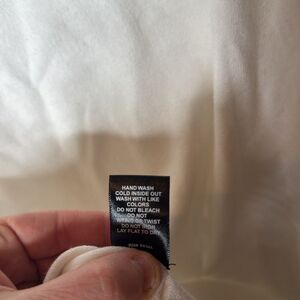 HAND WASH
COLD INSIDE OUT
WASH WITH LIKE
COLORS
DO NOT BLEACH
DO NOT
WRING OR TWIST
DO NOT IRON
LAY FLAT TO DRY